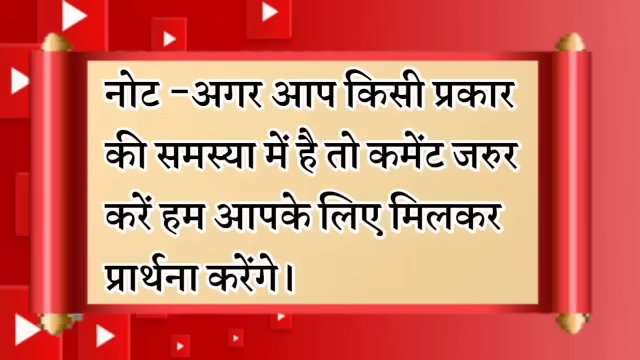 नोट -अगर आप किसी प्रकार
की समस्या में है तो कमेंट जरुर
करें हम आपके लिए मिलकर
प्रार्थना करेंगे।